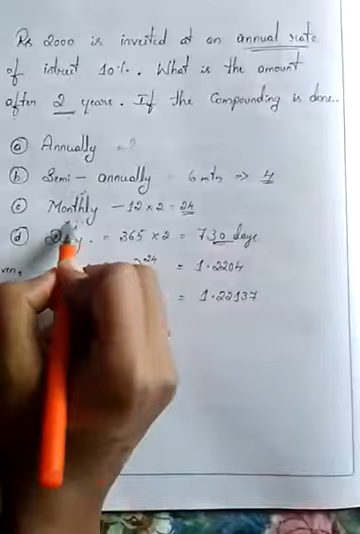 Rs 2000 is invested at an annual rate
of intrest 10%. What is the amount
after 2 years. If the Compounding is done..
(a) Annually =?
(b) Semi-annually 6 mths => 4
(c) Monthly - 12 x 2 = 24
(d) = 365 x 2 = 730 days
24 = 1.2204
= 1.22137